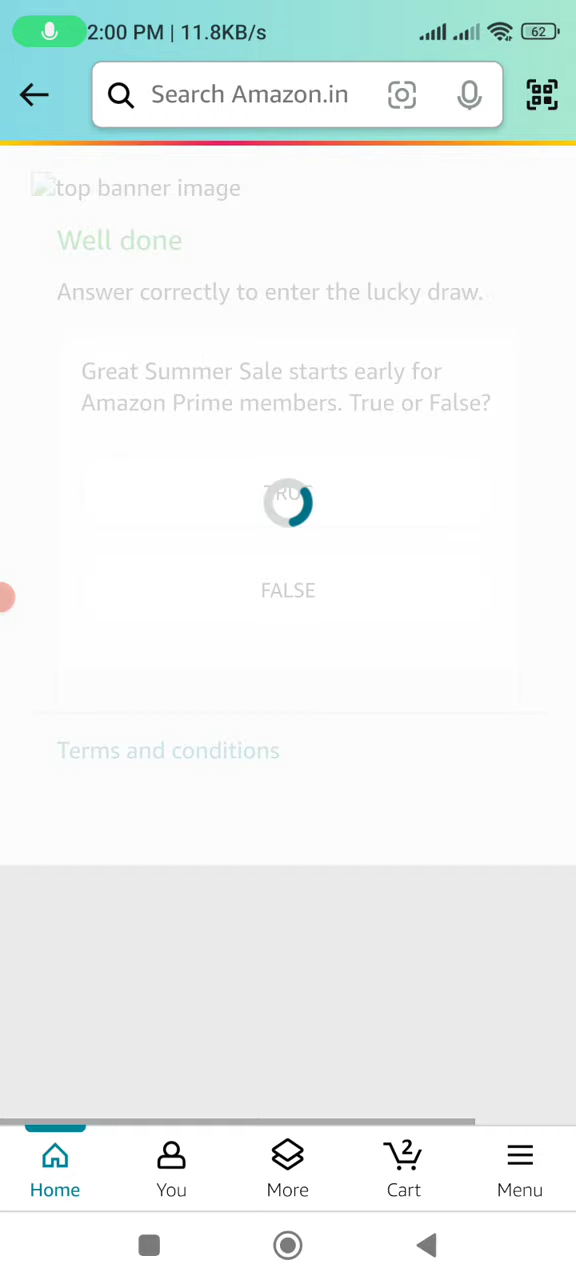 2:00 PM | 11.8KB/s
62
Search Amazon.in
top banner image
Well done
Answer correctly to enter the lucky draw.
Great Summer Sale starts early for
Amazon Prime members. True or False?
TRUE
FALSE
Terms and conditions
2
Home
You
More
Cart
Menu